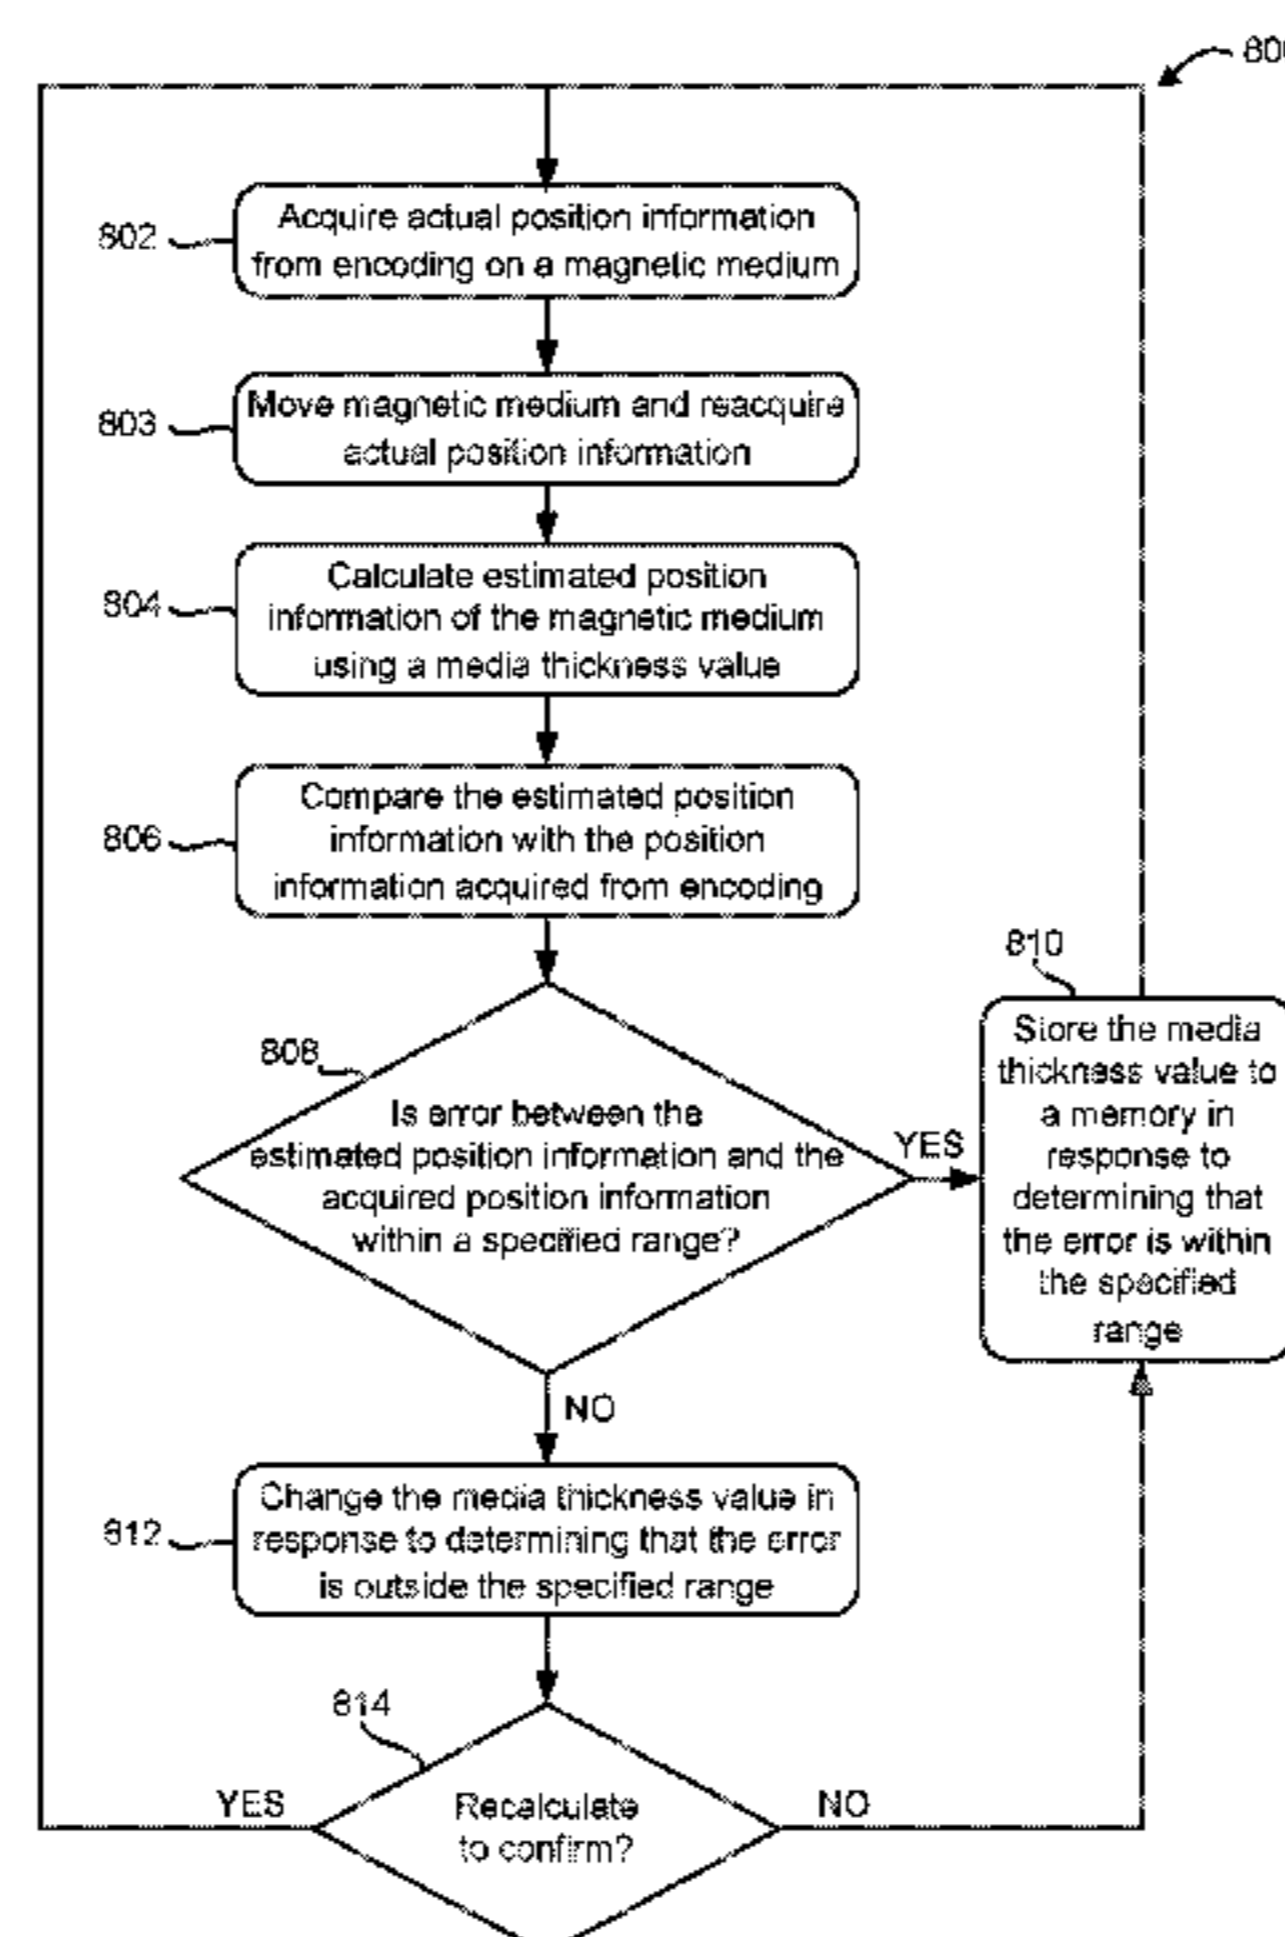 802
Acquire actual position information
from encoding on a magnetic medium
803
Move magnetic medium and reacquire
actual position information
804
Calculate estimated position
information of the magnetic medium
using a media thickness value
806
Compare the estimated position
information with the position
information acquired from encoding
808
Is error between the
estimated position information and the
acquired position information
within a specified range?
YES
810
Store the media
thickness value to
a memory in
response to
determining that
the error is within
the specified
range
NO
812
Change the media thickness value in
response to determining that the error
is outside the specified range
814
Recalculate
to confirm?
YES
NO